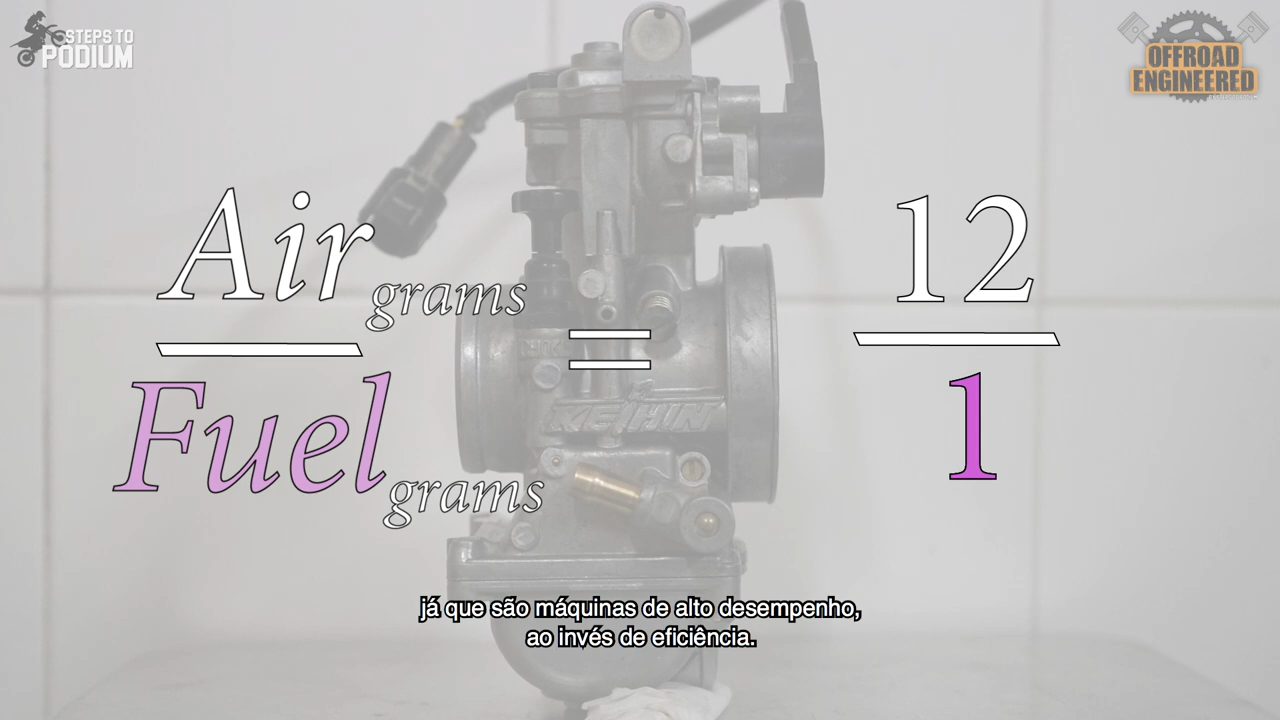 STEPS TO
PODIUM
OFFROAD
ENGINEERED
Air grams
Fuel grams
=
12
1
KEIHIN
já que são máquinas de alto desempenho,
ao invés de eficiência.